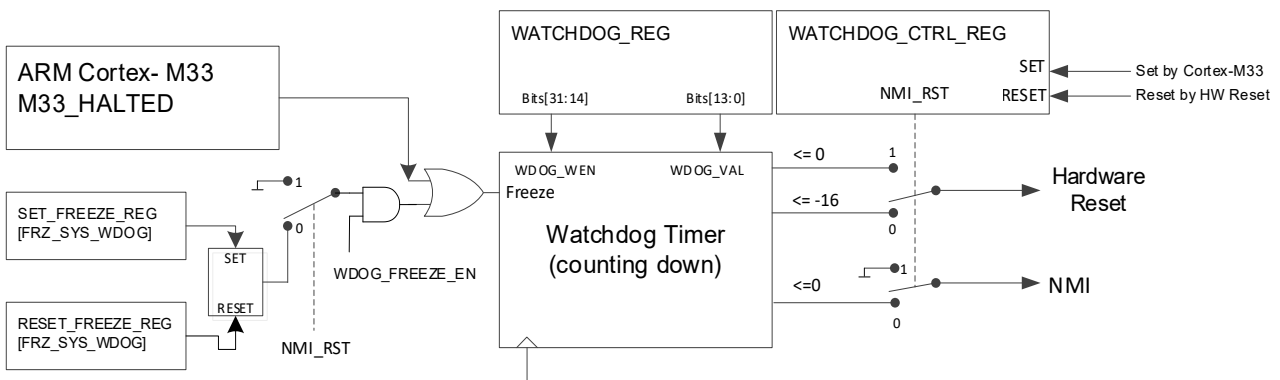 WATCHDOG_REG
Bits[31:14]
Bits[13:0]
WATCHDOG_CTRL_REG
SET
NMI_RST
RESET
Set by Cortex-M33
Reset by HW Reset
ARM Cortex- M33
M33_HALTED
SET_FREEZE_REG
[FRZ_SYS_WDOG]
SET
RESET
RESET_FREEZE_REG
[FRZ_SYS_WDOG]
1
0
NMI_RST
WDOG_FREEZE_EN
WDOG_WEN
WDOG_VAL
Freeze
Watchdog Timer
(counting down)
<= 0
1
<= -16
0
Hardware
Reset
<=0
1
0
NMI